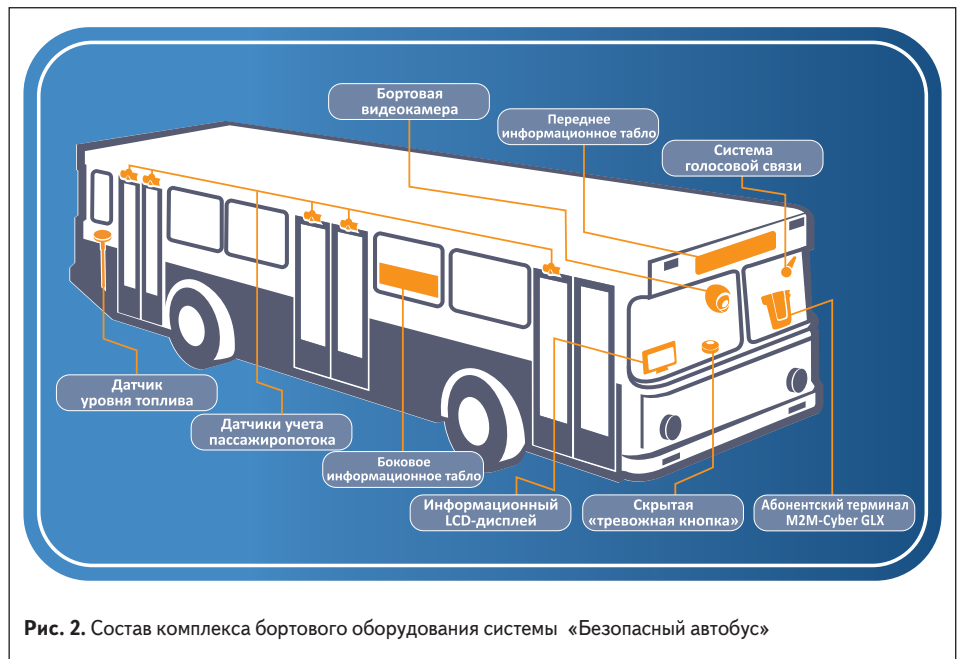 Бортовая
видеокамера
Переднее
информационное табло
Система
голосовой связи
Датчик
уровня топлива
Датчики учета
пассажиропотока
Боковое
информационное табло
Информационный
LCD-дисплей
Скрытая
«тревожная кнопка»
Абонентский терминал
M2M-Cyber GLX
Рис. 2. Состав комплекса бортового оборудования системы «Безопасный автобус»